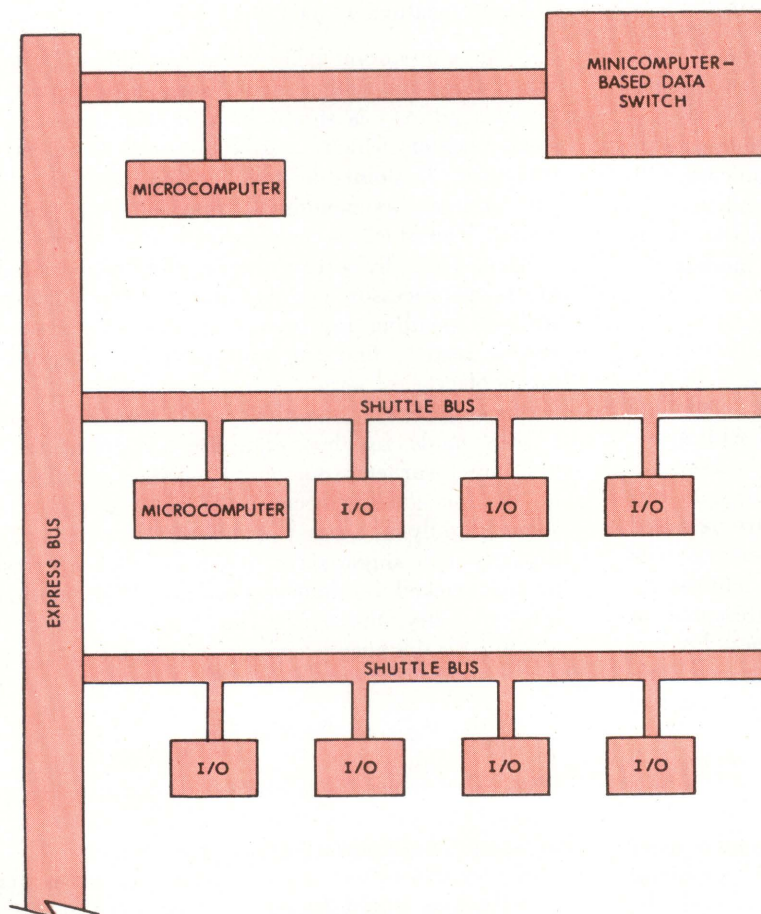 MINICOMPUTER-
BASED DATA
SWITCH
MICROCOMPUTER
SHUTTLE BUS
MICROCOMPUTER
I/O
I/O
I/O
EXPRESS BUS
SHUTTLE BUS
I/O
I/O
I/O
I/O